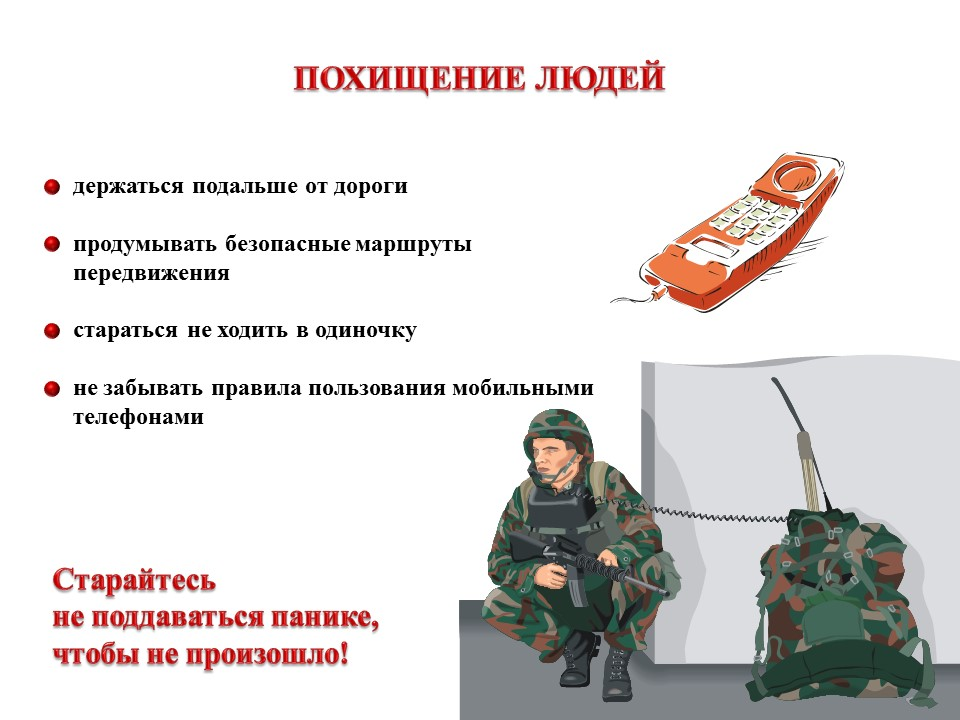 ПОХИЩЕНИЕ ЛЮДЕЙ
держаться подальше от дороги
продумывать безопасные маршруты
передвижения
стараться не ходить в одиночку
не забывать правила пользования мобильными
телефонами
Старайтесь
не поддаваться панике,
чтобы не произошло!